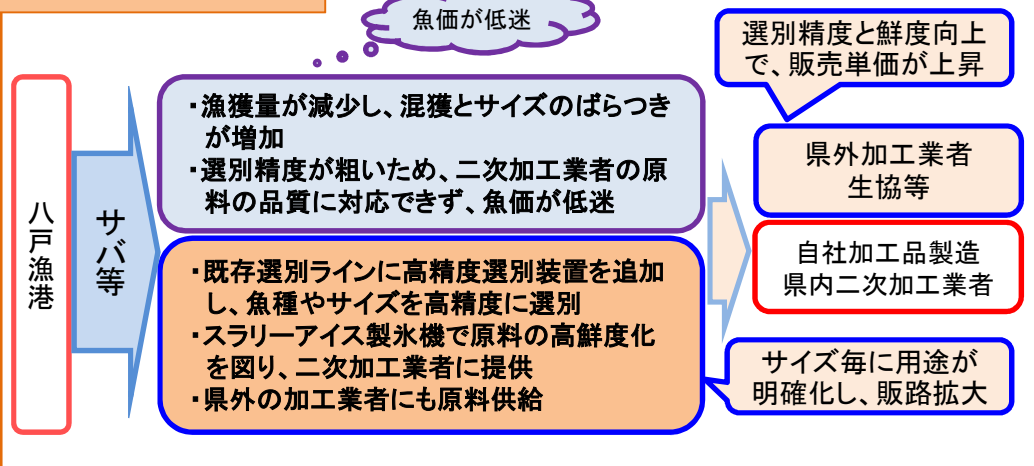 魚価が低迷
八戸漁港
サバ等
・漁獲量が減少し、混獲とサイズのばらつき
が増加
・選別精度が粗いため、二次加工業者の原
料の品質に対応できず、魚価が低迷
・既存選別ラインに高精度選別装置を追加
し、魚種やサイズを高精度に選別
・スラリーアイス製氷機で原料の高鮮度化
を図り、二次加工業者に提供
・県外の加工業者にも原料供給
選別精度と鮮度向上
で、販売単価が上昇
県外加工業者
生協等
自社加工品製造
県内二次加工業者
サイズ毎に用途が
明確化し、販路拡大